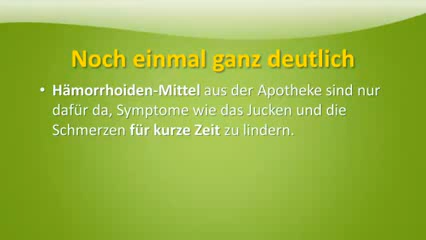 Noch einmal ganz deutlich
• Hämorrhoiden-Mittel aus der Apotheke sind nur
dafür da, Symptome wie das Jucken und die
Schmerzen für kurze Zeit zu lindern.